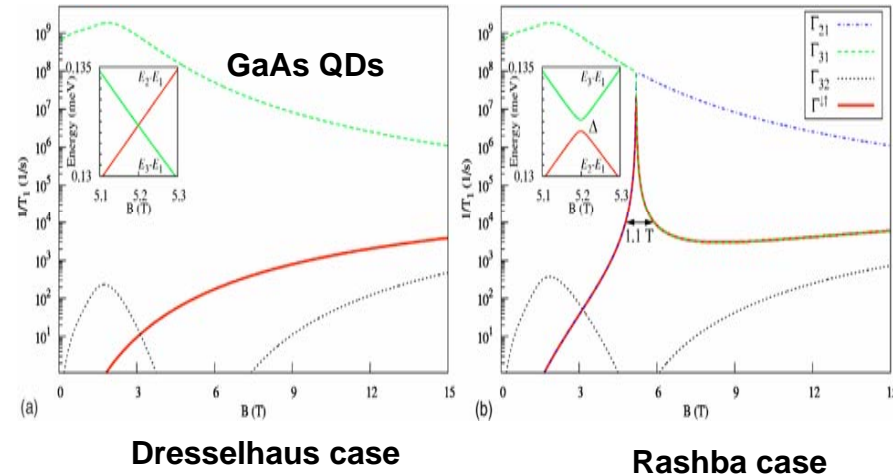 10⁹
10⁸
10⁷
10⁶
10⁵
10⁴
10³
10²
10¹
1/T₁ (1/s)
GaAs QDs
0.135
0.13
Energy (meV)
E₂-E₁
E₃-E₁
5.1 5.2 5.3
B (T)
0 3 6 9 12 15
B (T)
(a)
10⁹
10⁸
10⁷
10⁶
10⁵
10⁴
10³
10²
10¹
1/T₁ (1/s)
0.135
0.13
Energy (meV)
E₃-E₁
Δ
E₂-E₁
5.1 5.2 5.3
B (T)
1.1 T
Γ₂₁
Γ₃₁
Γ₃₂
Γ↓↑
0 3 6 9 12 15
B (T)
(b)
Dresselhaus case
Rashba case